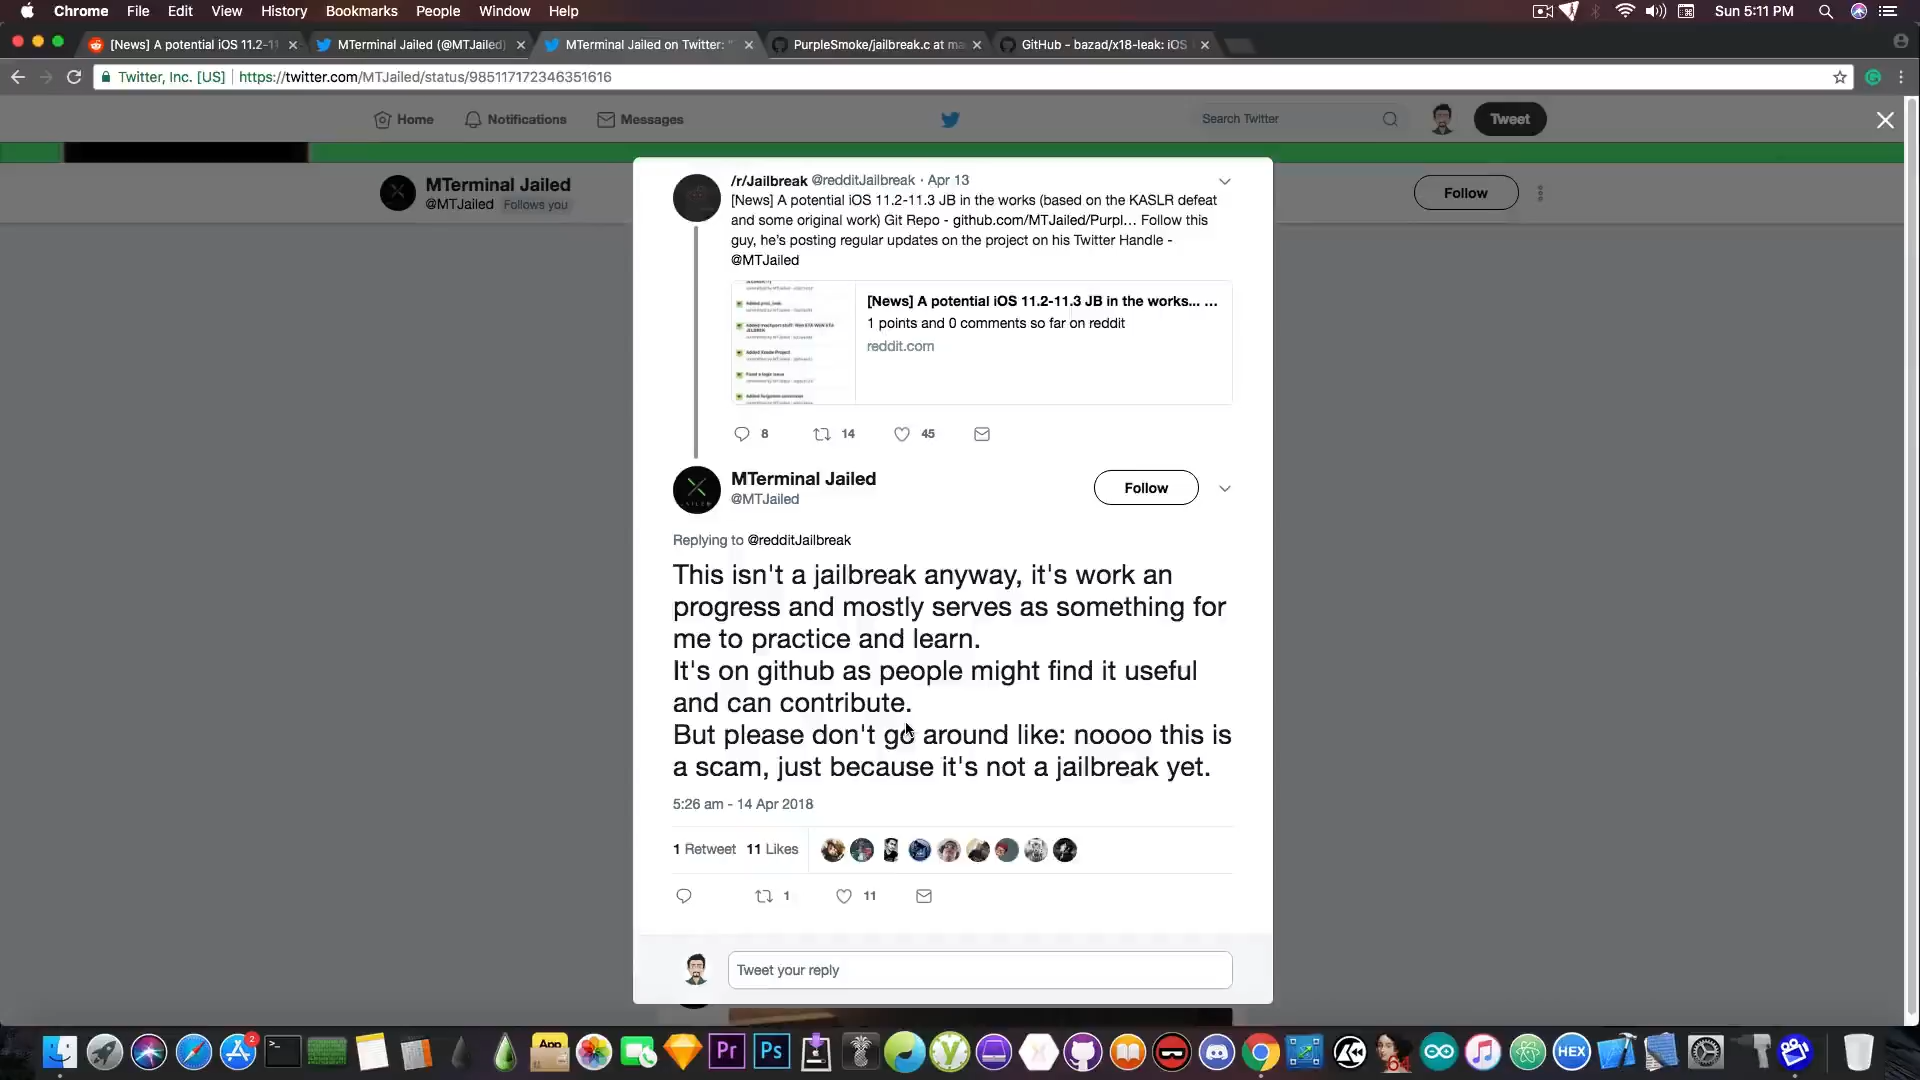 Chrome File Edit View History Bookmarks People Window Help Sun 5:11 PM
[News] A potential iOS 11.2-11 MTerminal Jailed (@MTJailed) MTerminal Jailed on Twitter: " PurpleSmoke/jailbreak.c at ma GitHub - bazad/x18-leak: iOS
Twitter, Inc. [US] https://twitter.com/MTJailed/status/985117172346351616
Home Notifications Messages Search Twitter Tweet
MTerminal Jailed
@MTJailed Follows you
Follow
/r/Jailbreak @redditJailbreak · Apr 13
[News] A potential iOS 11.2-11.3 JB in the works (based on the KASLR defeat
and some original work) Git Repo - github.com/MTJailed/Purpl... Follow this
guy, he's posting regular updates on the project on his Twitter Handle -
@MTJailed
[News] A potential iOS 11.2-11.3 JB in the works... ...
1 points and 0 comments so far on reddit
reddit.com
8 14 45
MTerminal Jailed
@MTJailed
Follow
Replying to @redditJailbreak
This isn't a jailbreak anyway, it's work an
progress and mostly serves as something for
me to practice and learn.
It's on github as people might find it useful
and can contribute.
But please don't go around like: noooo this is
a scam, just because it's not a jailbreak yet.
5:26 am - 14 Apr 2018
1 Retweet 11 Likes
1 11
Tweet your reply
2 App Pr Ps 64 HEX